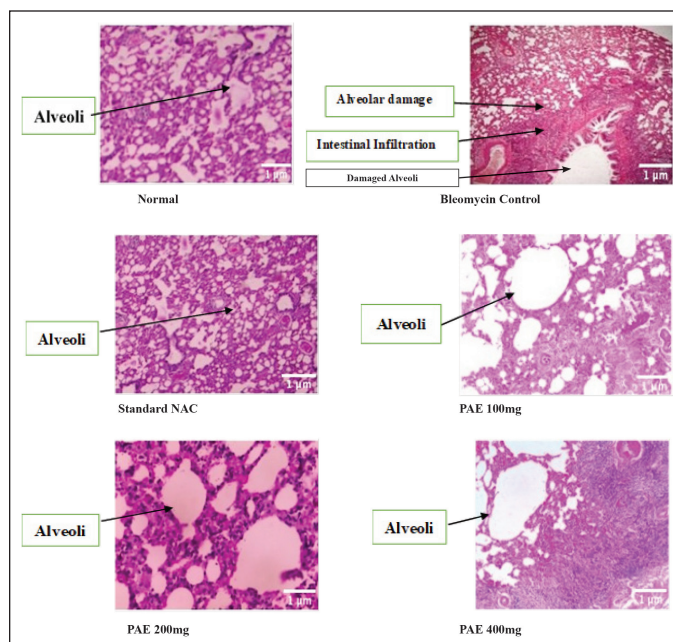 Alveoli
1 µm
Normal
Alveolar damage
Intestinal Infiltration
Damaged Alveoli
1 µm
Bleomycin Control
Alveoli
1 µm
Standard NAC
Alveoli
1 µm
PAE 100mg
Alveoli
1 µm
PAE 200mg
Alveoli
1 µm
PAE 400mg